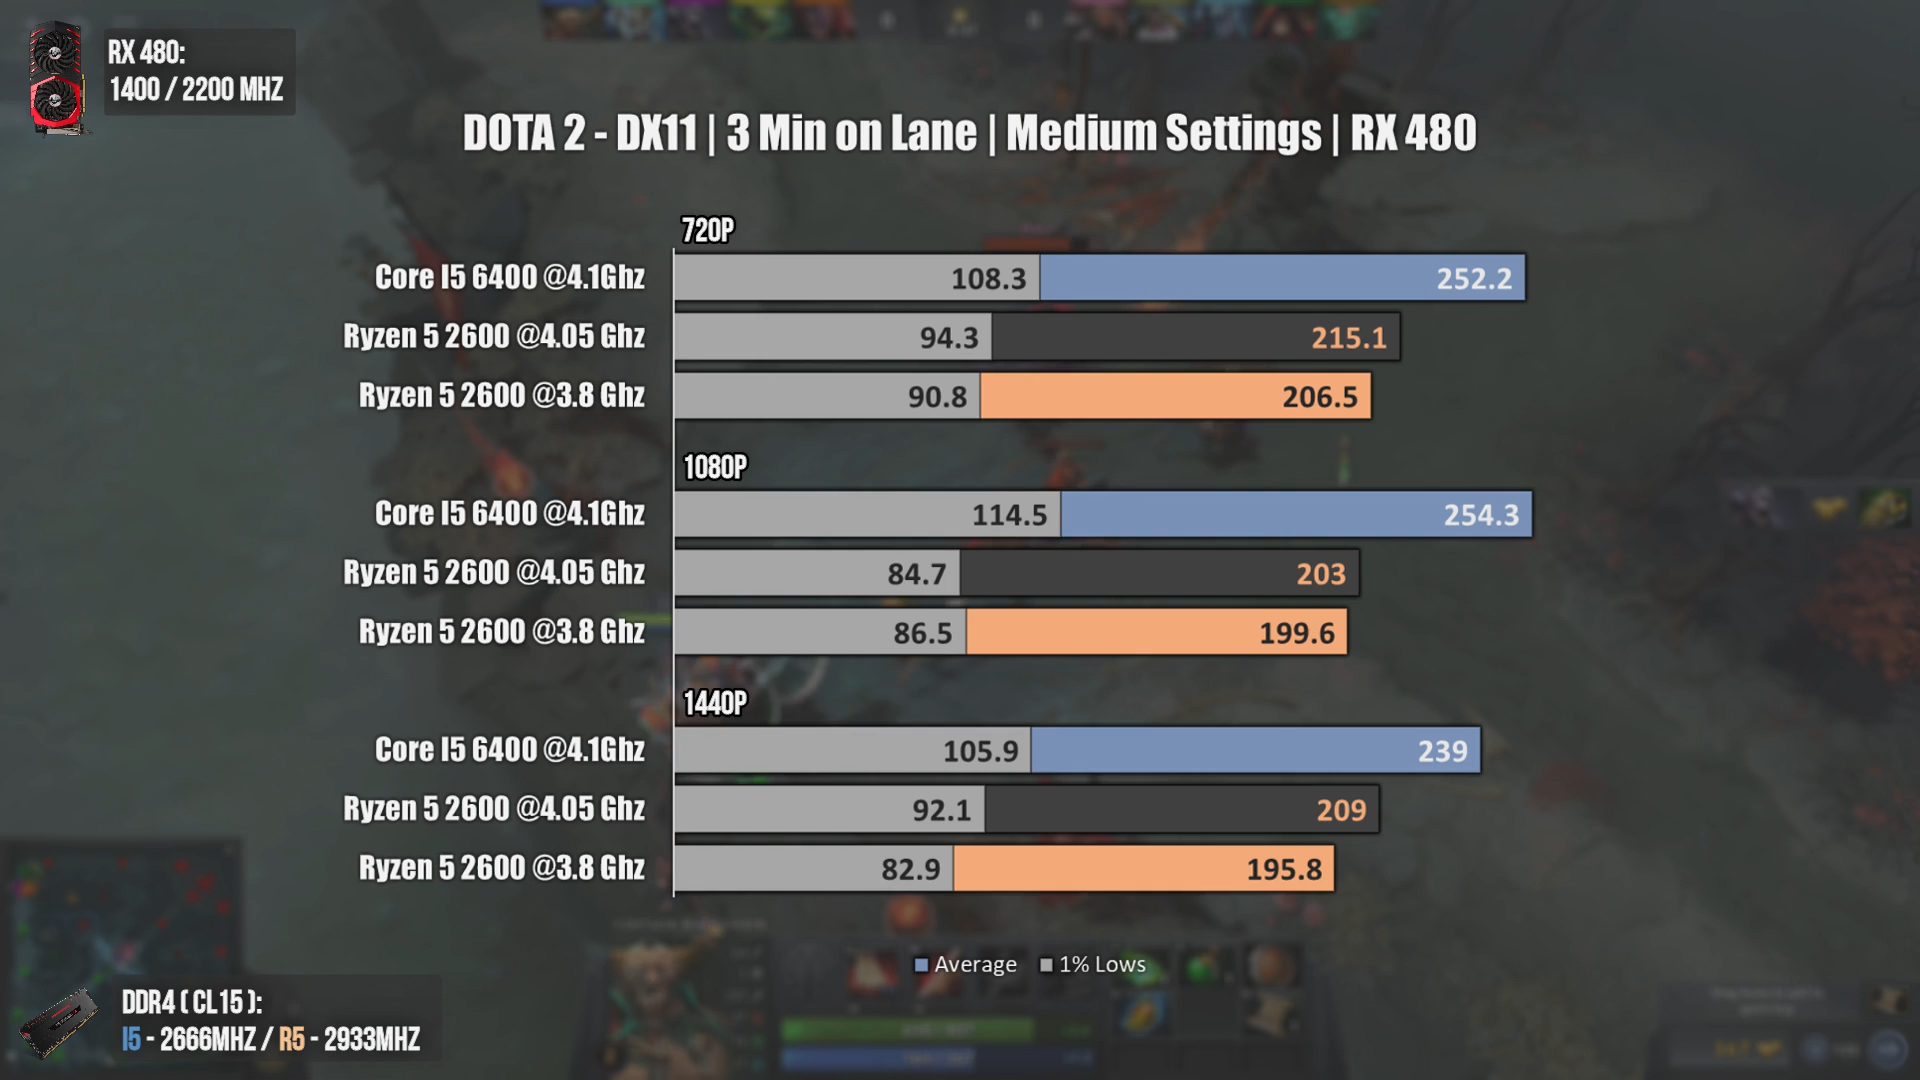 RX 480:
1400 / 2200 MHZ
DOTA 2 - DX11 | 3 Min on Lane | Medium Settings | RX 480
720P
Core I5 6400 @4.1Ghz 108.3 252.2
Ryzen 5 2600 @4.05 Ghz 94.3 215.1
Ryzen 5 2600 @3.8 Ghz 90.8 206.5
1080P
Core I5 6400 @4.1Ghz 114.5 254.3
Ryzen 5 2600 @4.05 Ghz 84.7 203
Ryzen 5 2600 @3.8 Ghz 86.5 199.6
1440P
Core I5 6400 @4.1Ghz 105.9 239
Ryzen 5 2600 @4.05 Ghz 92.1 209
Ryzen 5 2600 @3.8 Ghz 82.9 195.8
Average 1% Lows
DDR4 ( CL15 ):
I5 - 2666MHZ / R5 - 2933MHZ